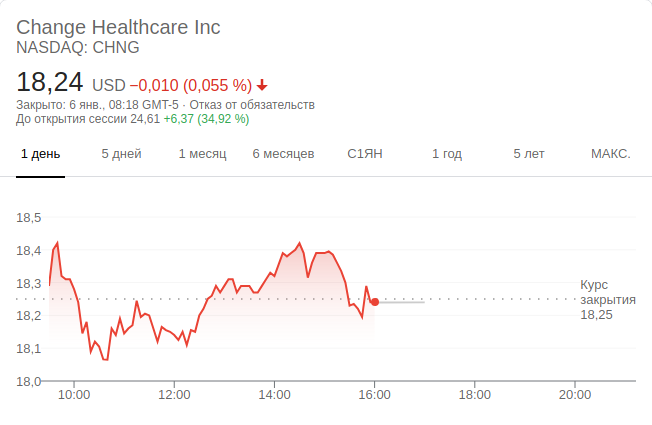 Change Healthcare Inc
NASDAQ: CHNG
18,24 USD −0,010 (0,055 %)
Закрыто: 6 янв., 08:18 GMT-5 · Отказ от обязательств
До открытия сессии 24,61 +6,37 (34,92 %)
1 день 5 дней 1 месяц 6 месяцев С1ЯН 1 год 5 лет МАКС.
18,5
18,4
18,3
18,2
18,1
18,0
Курс
закрытия
18,25
10:00 12:00 14:00 16:00 18:00 20:00